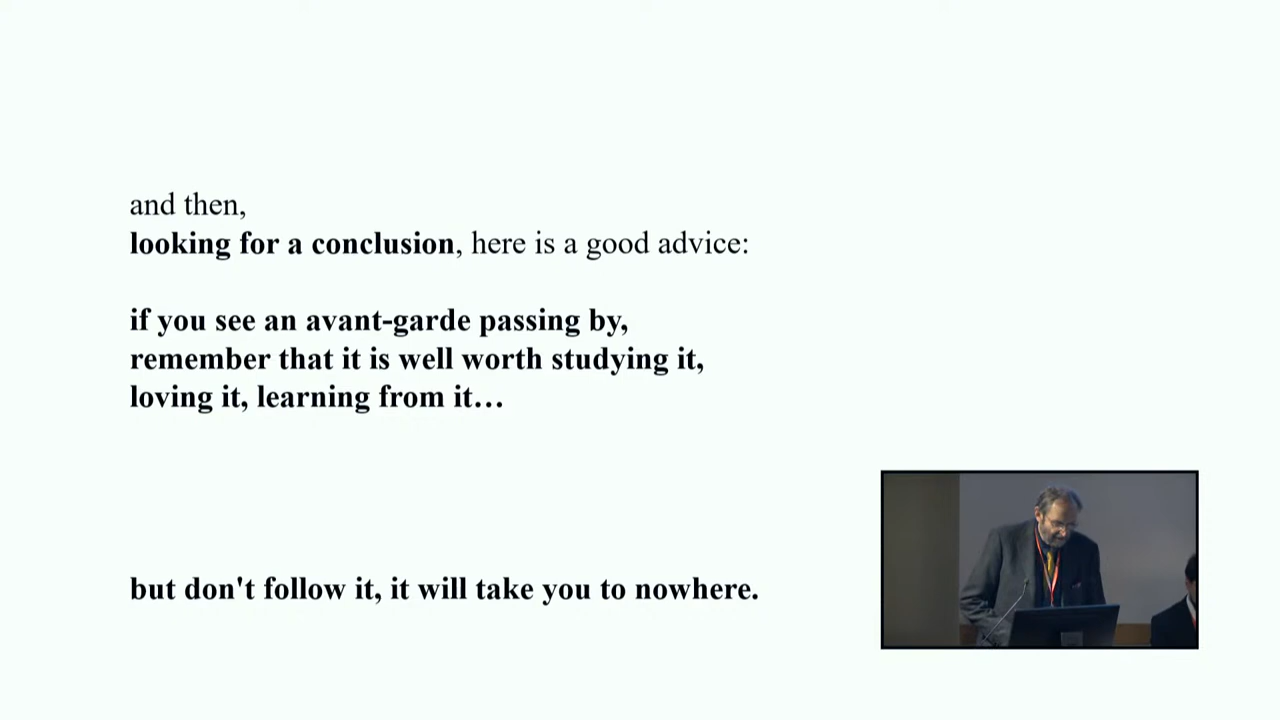 and then,
looking for a conclusion, here is a good advice:
if you see an avant-garde passing by,
remember that it is well worth studying it,
loving it, learning from it…
but don't follow it, it will take you to nowhere.